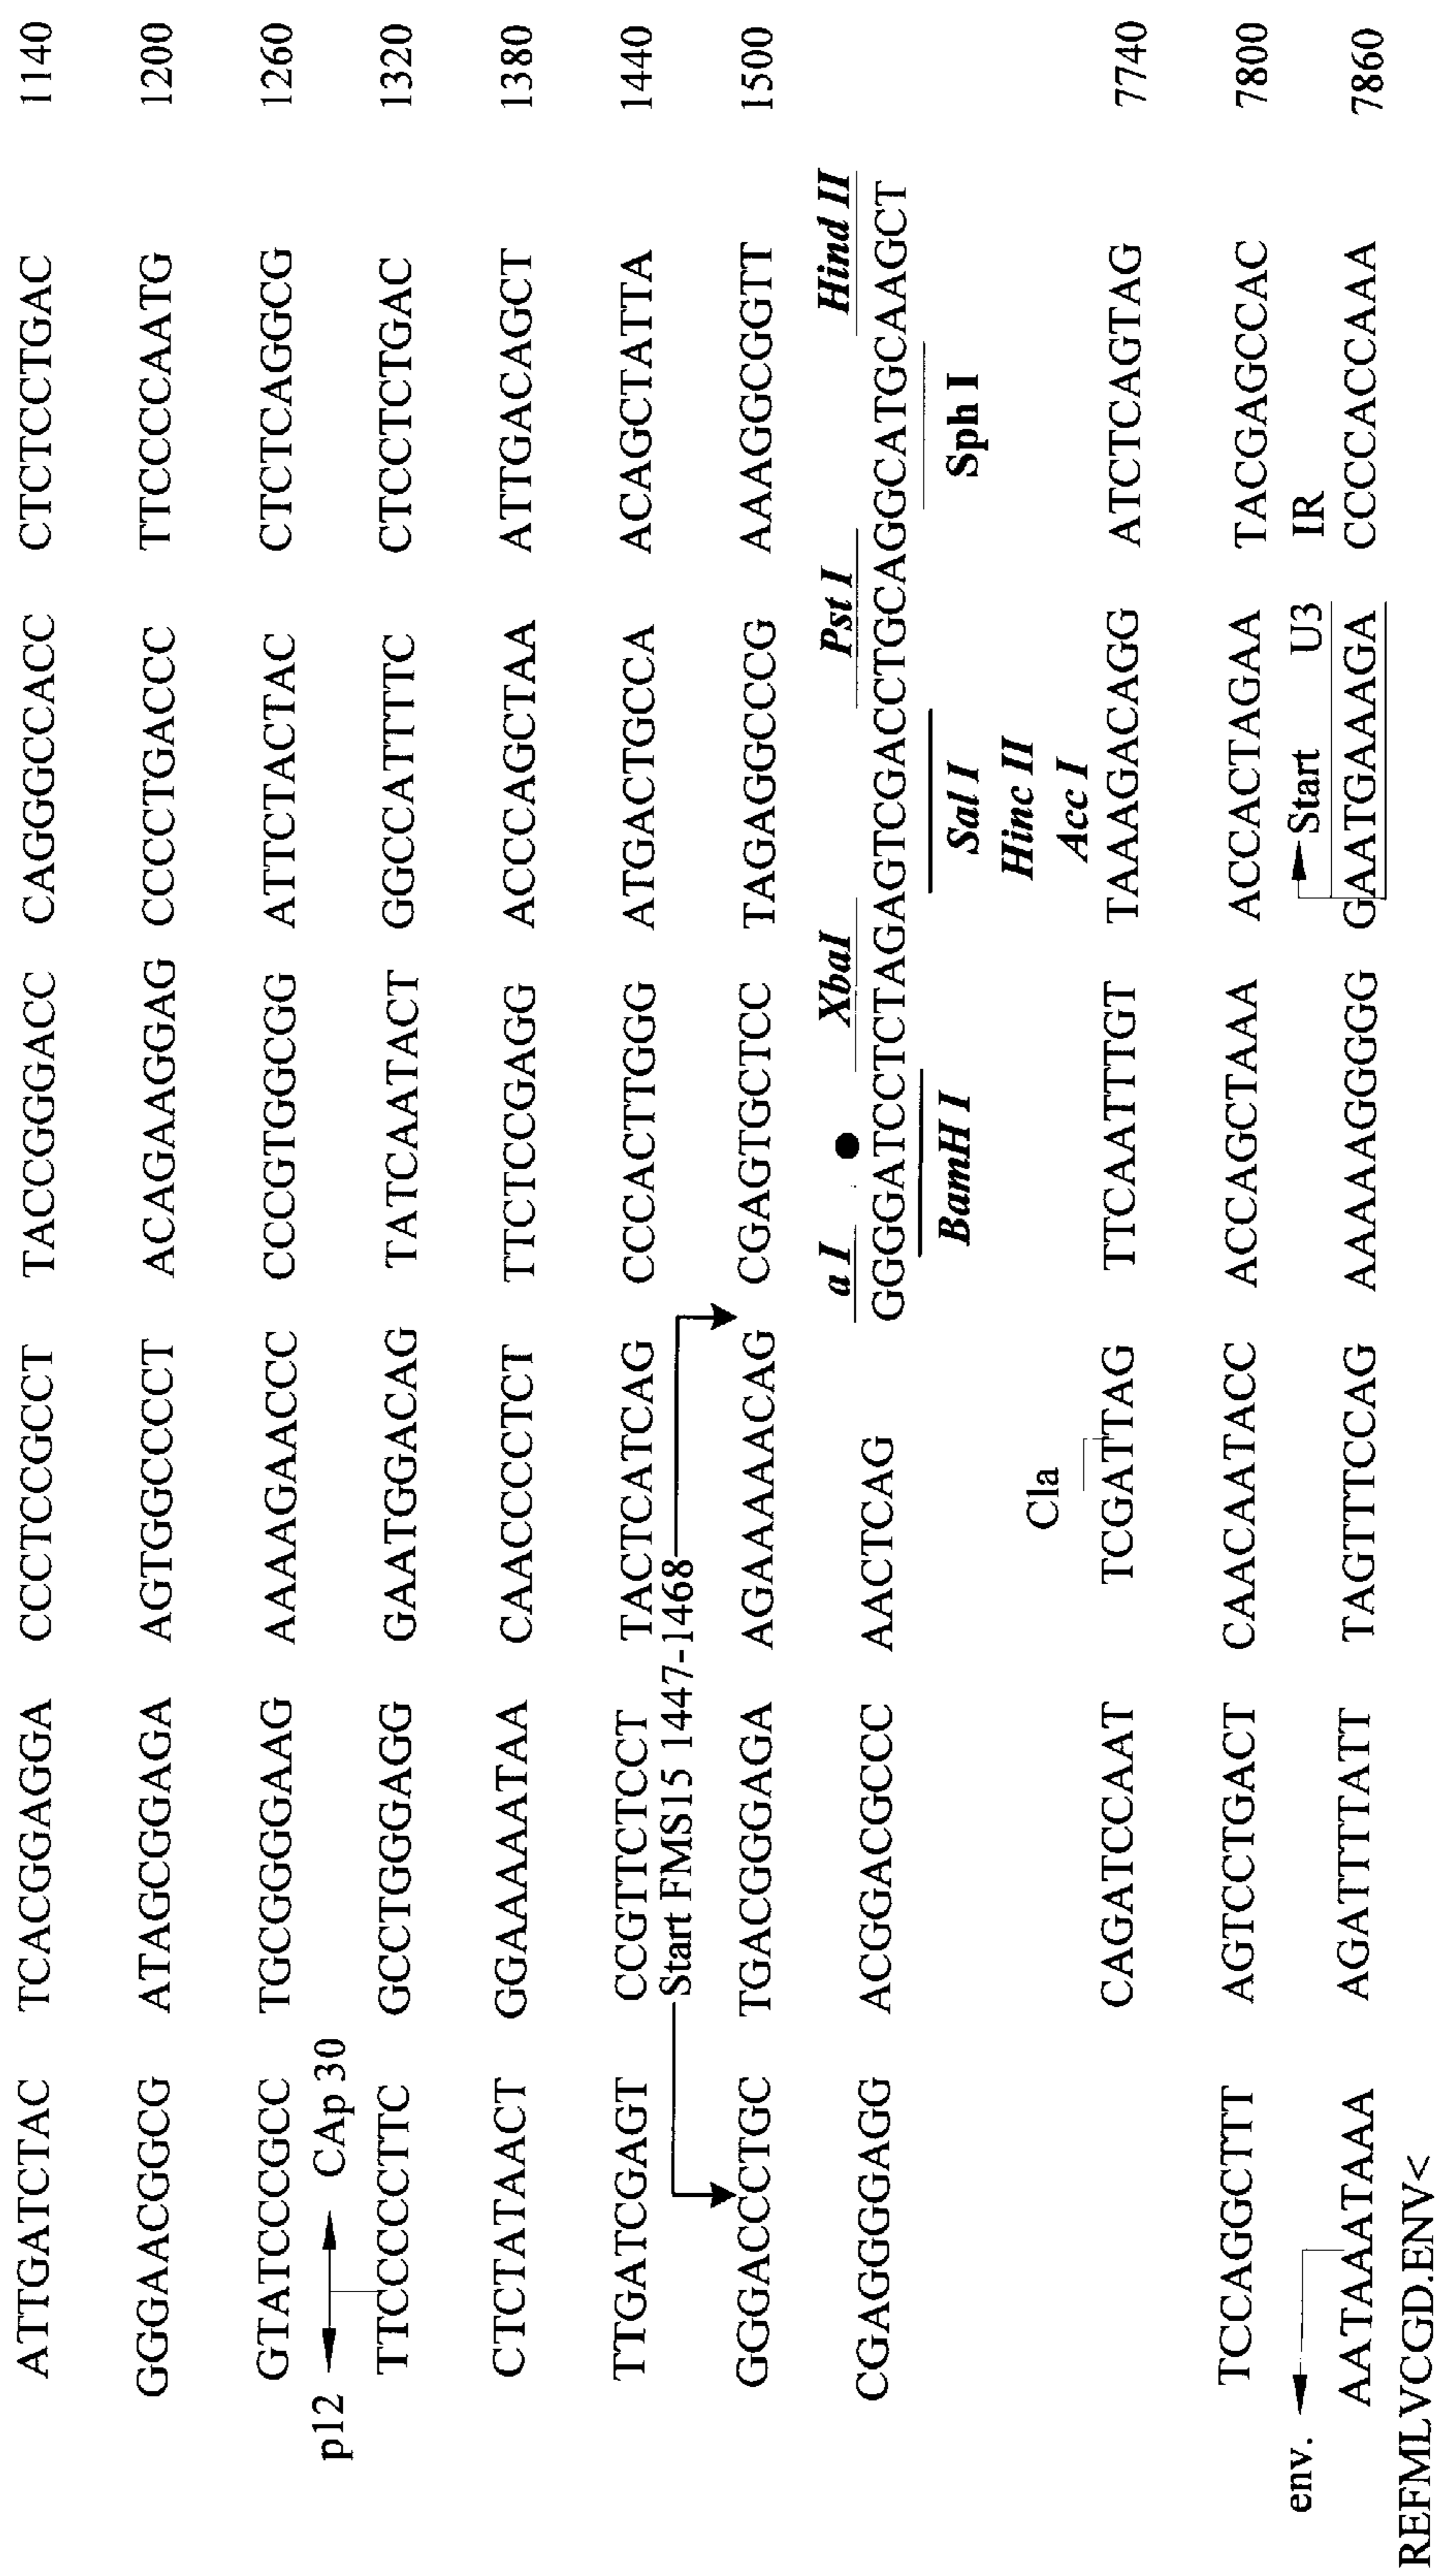 ATTGATCTAC TCACGGAGGA CCCTCCGCCT TACCGGGACC CAGGGCCACC CTCTCCTGAC 1140
GGGAACGGCG ATAGCGGAGA AGTGGCCCCT ACAGAAGGAG CCCCTGACCC TTCCCCAATG 1200
GTATCCCGCC TGCGGGGAAG AAAAGAACCC CCCGTGGCGG ATTCTACTAC CTCTCAGGCG 1260
p12 CAp 30
TTCCCCCTTC GCCTGGGAGG GAATGGACAG TATCAATACT GGCCATTTTC CTCCTCTGAC 1320
CTCTATAACT GGAAAAATAA CAACCCCTCT TTCTCCGAGG ACCCAGCTAA ATTGACAGCT 1380
TTGATCGAGT CCGTTCTCCT TACTCATCAG CCCACTTGGG ATGACTGCCA ACAGCTATTA 1440
Start FMS15 1447-1468
GGGACCCTGC TGACGGGAGA AGAAAAACAG CGAGTGCTCC TAGAGGCCCG AAAGGCGGTT 1500
a I XbaI Pst I Hind II
CGAGGGGAGG ACGGACGCCC AACTCAG GGGGATCCTCTAGAGTCGACCTGCAGGCATGCAAGCT
BamHI Sal I Sph I
Hinc II
Cla Acc I
CAGATCCAAT TCGATTAG TTCAATTTGT TAAAGACAGG ATCTCAGTAG 7740
TCCAGGCTTT AGTCCTGACT CAACAATACC ACCAGCTAAA ACCACTAGAA TACGAGCCAC 7800
env. Start U3 IR
AATAAATAAA AGATTTTATT TAGTTTCCAG AAAAAGGGGG GAATGAAAGA CCCCACCAAA 7860
REFMLVCGD.ENV<